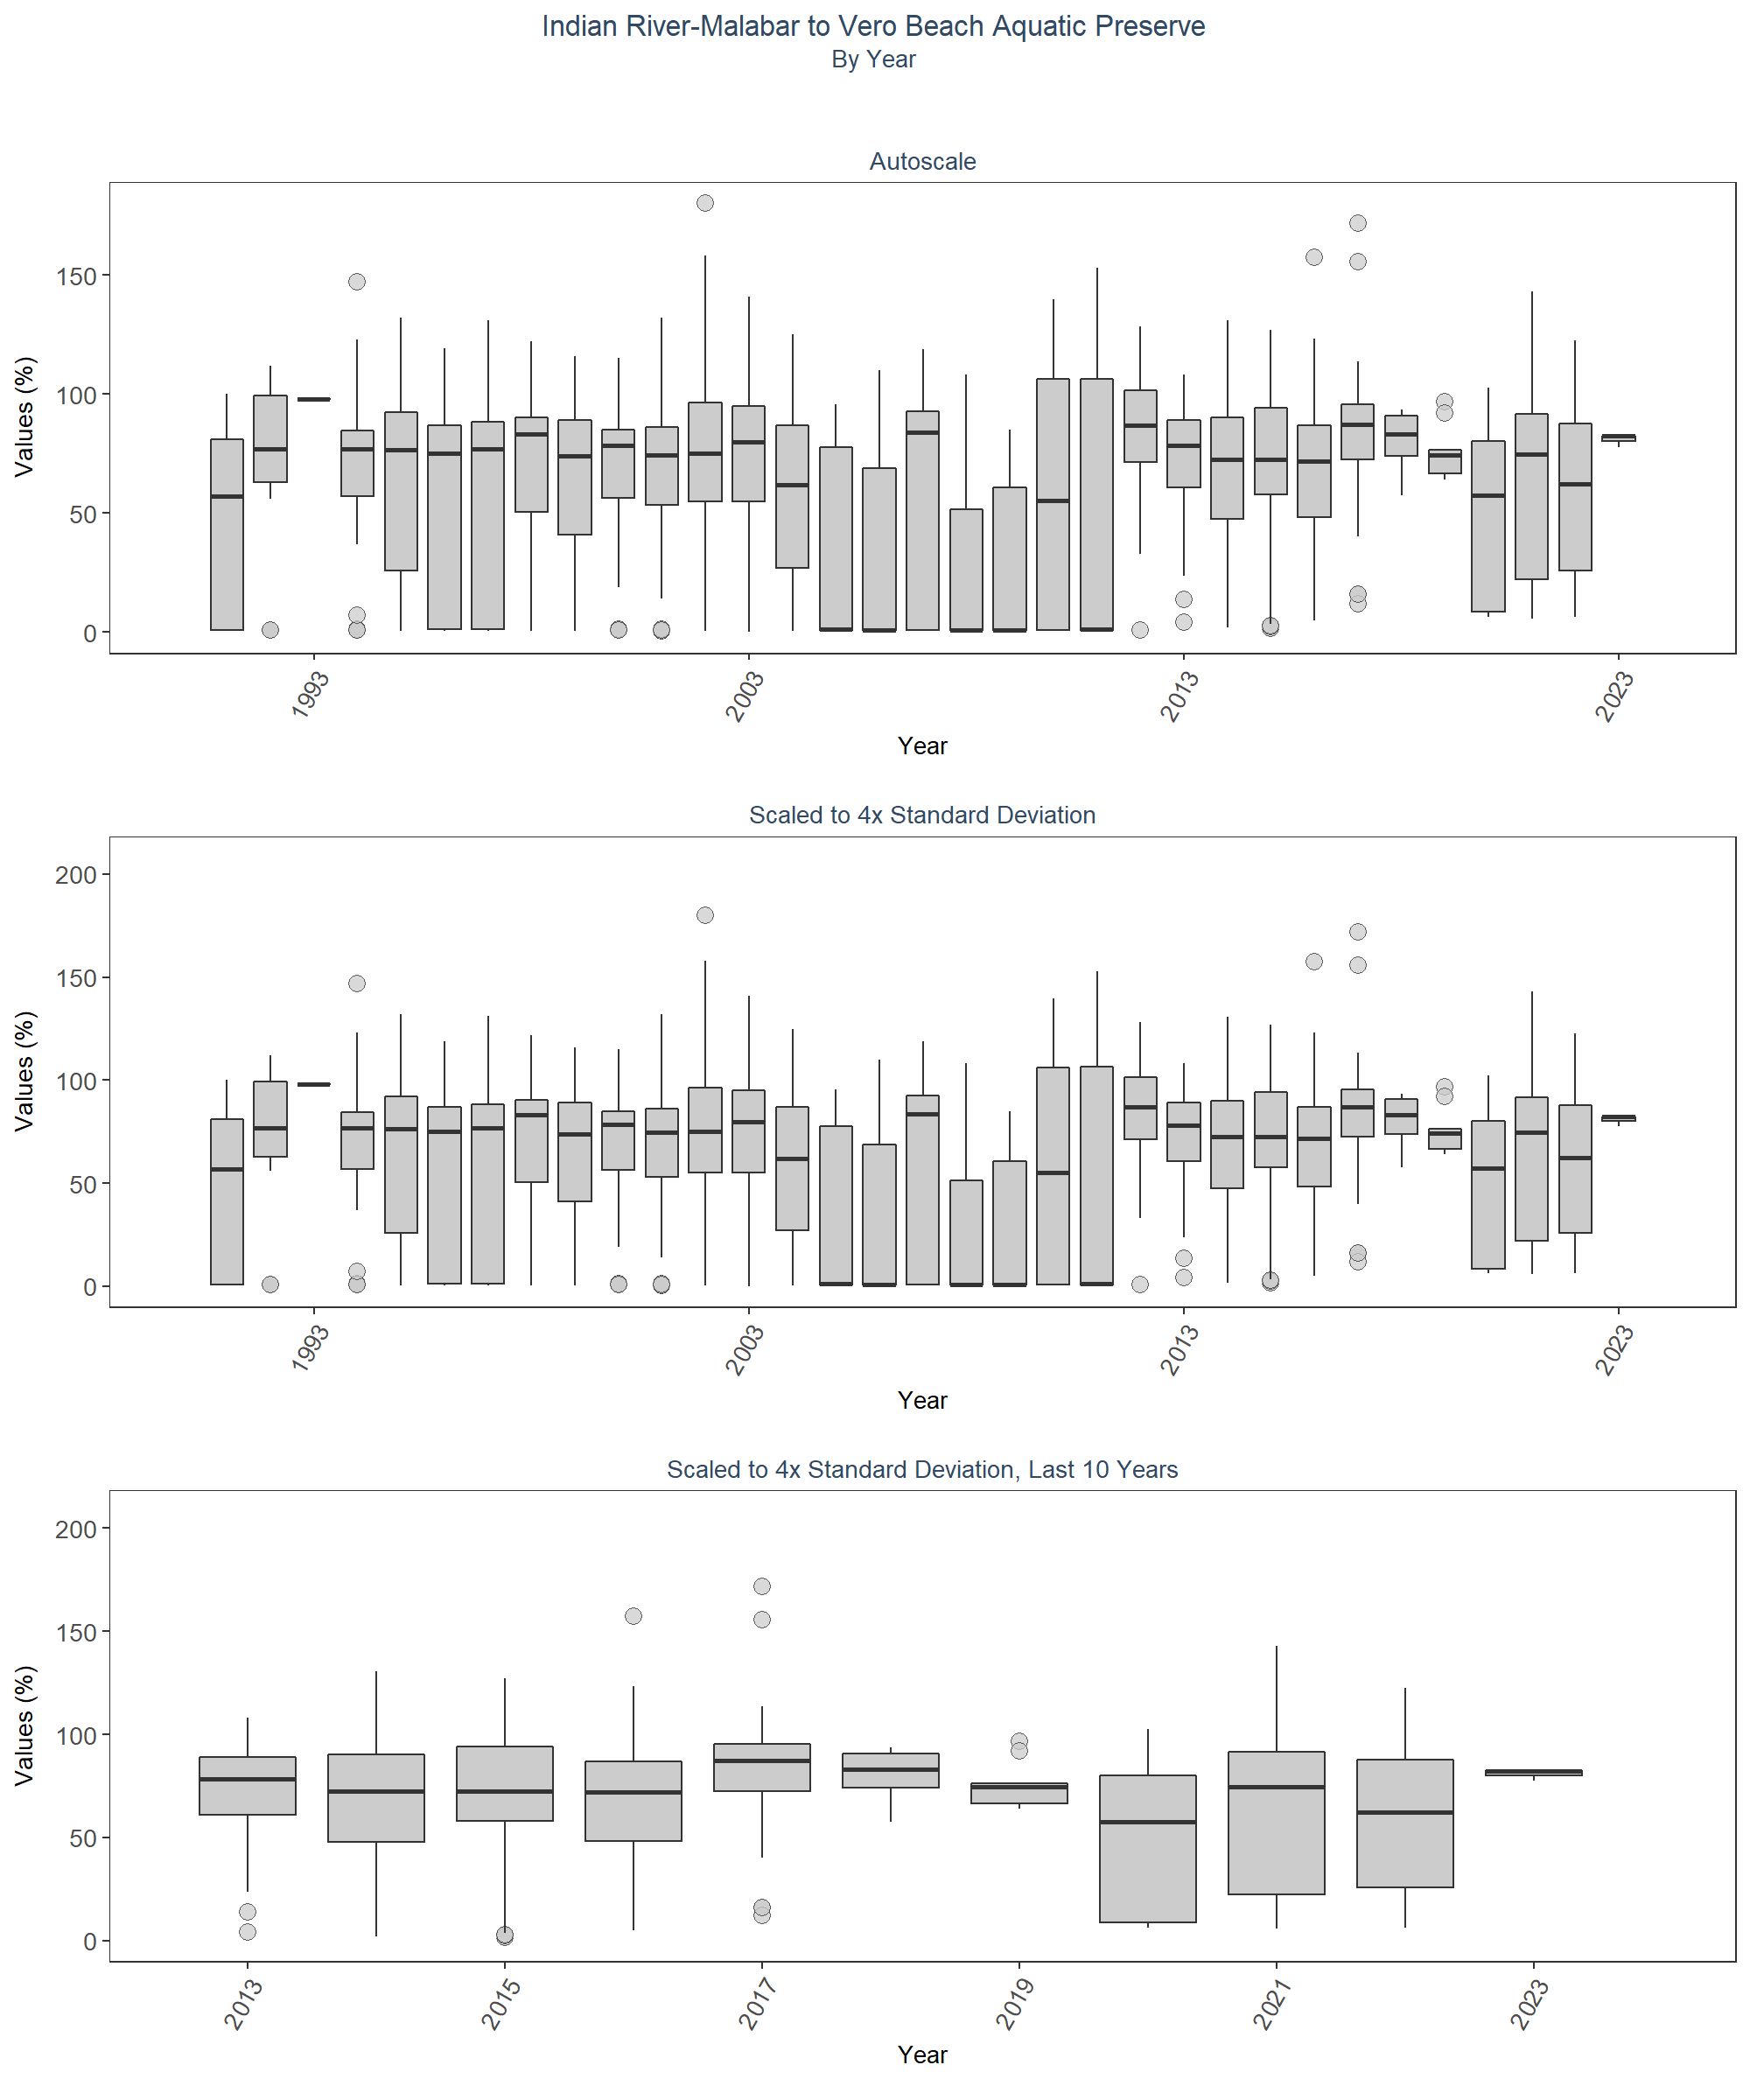 Indian River-Malabar to Vero Beach Aquatic Preserve
By Year
Autoscale
Values (%)
150
100
50
0
1993
2003
2013
2023
Year
Scaled to 4x Standard Deviation
Values (%)
200
150
100
50
0
1993
2003
2013
2023
Year
Scaled to 4x Standard Deviation, Last 10 Years
Values (%)
200
150
100
50
0
2013
2015
2017
2019
2021
2023
Year